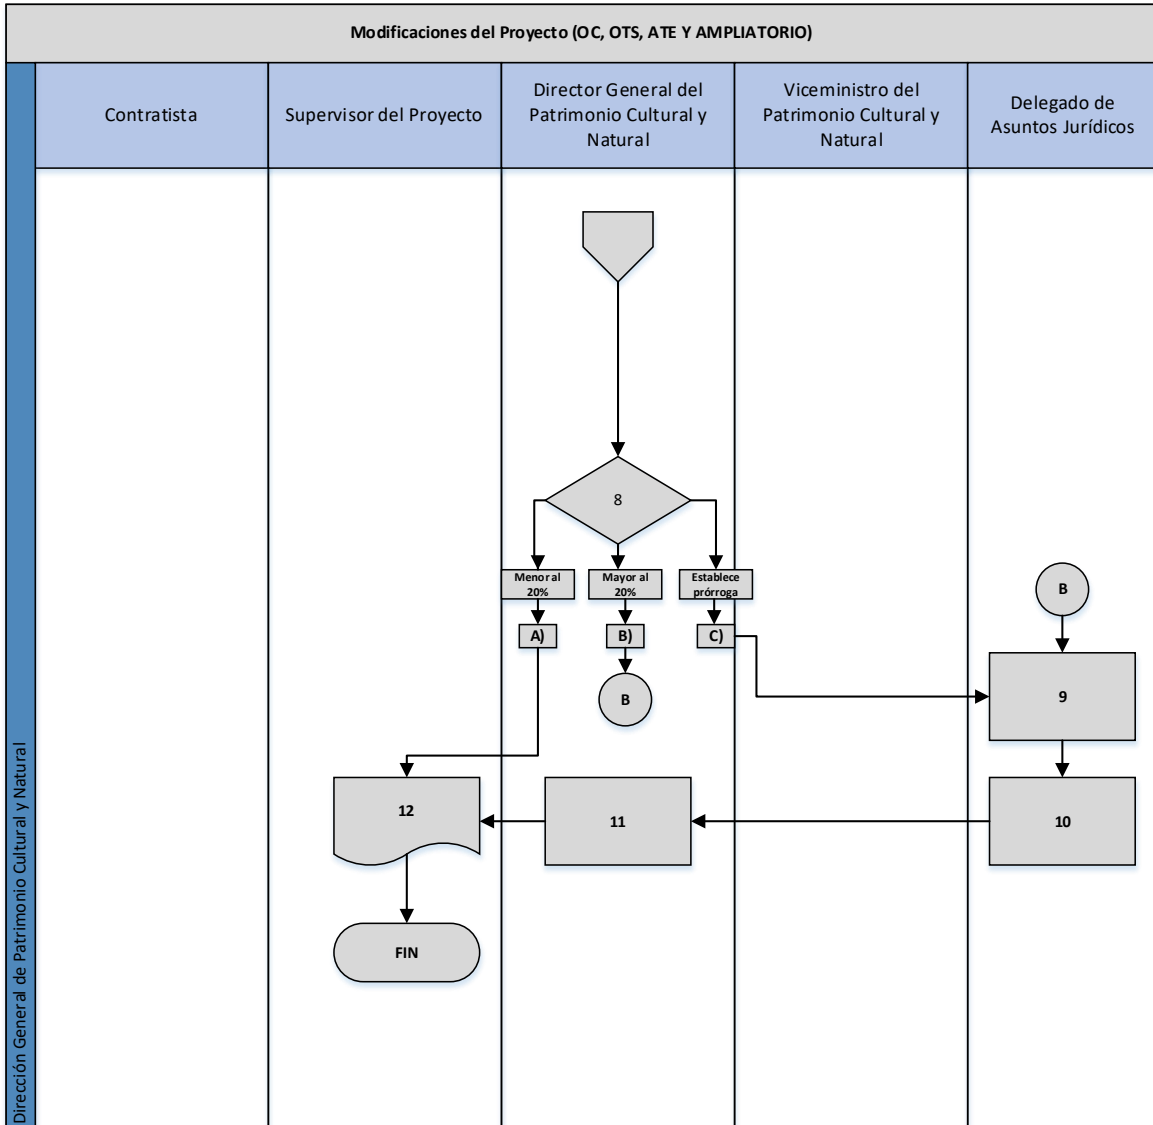 Modificaciones del Proyecto (OC, OTS, ATE Y AMPLIATORIO)
Dirección General de Patrimonio Cultural y Natural
Contratista
Supervisor del Proyecto
Director General del
Patrimonio Cultural y
Natural
Viceministro del
Patrimonio Cultural y
Natural
Delegado de
Asuntos Jurídicos
8
Menor al
20%
Mayor al
20%
Establece
prórroga
A)
B)
C)
B
B
9
12
11
10
FIN